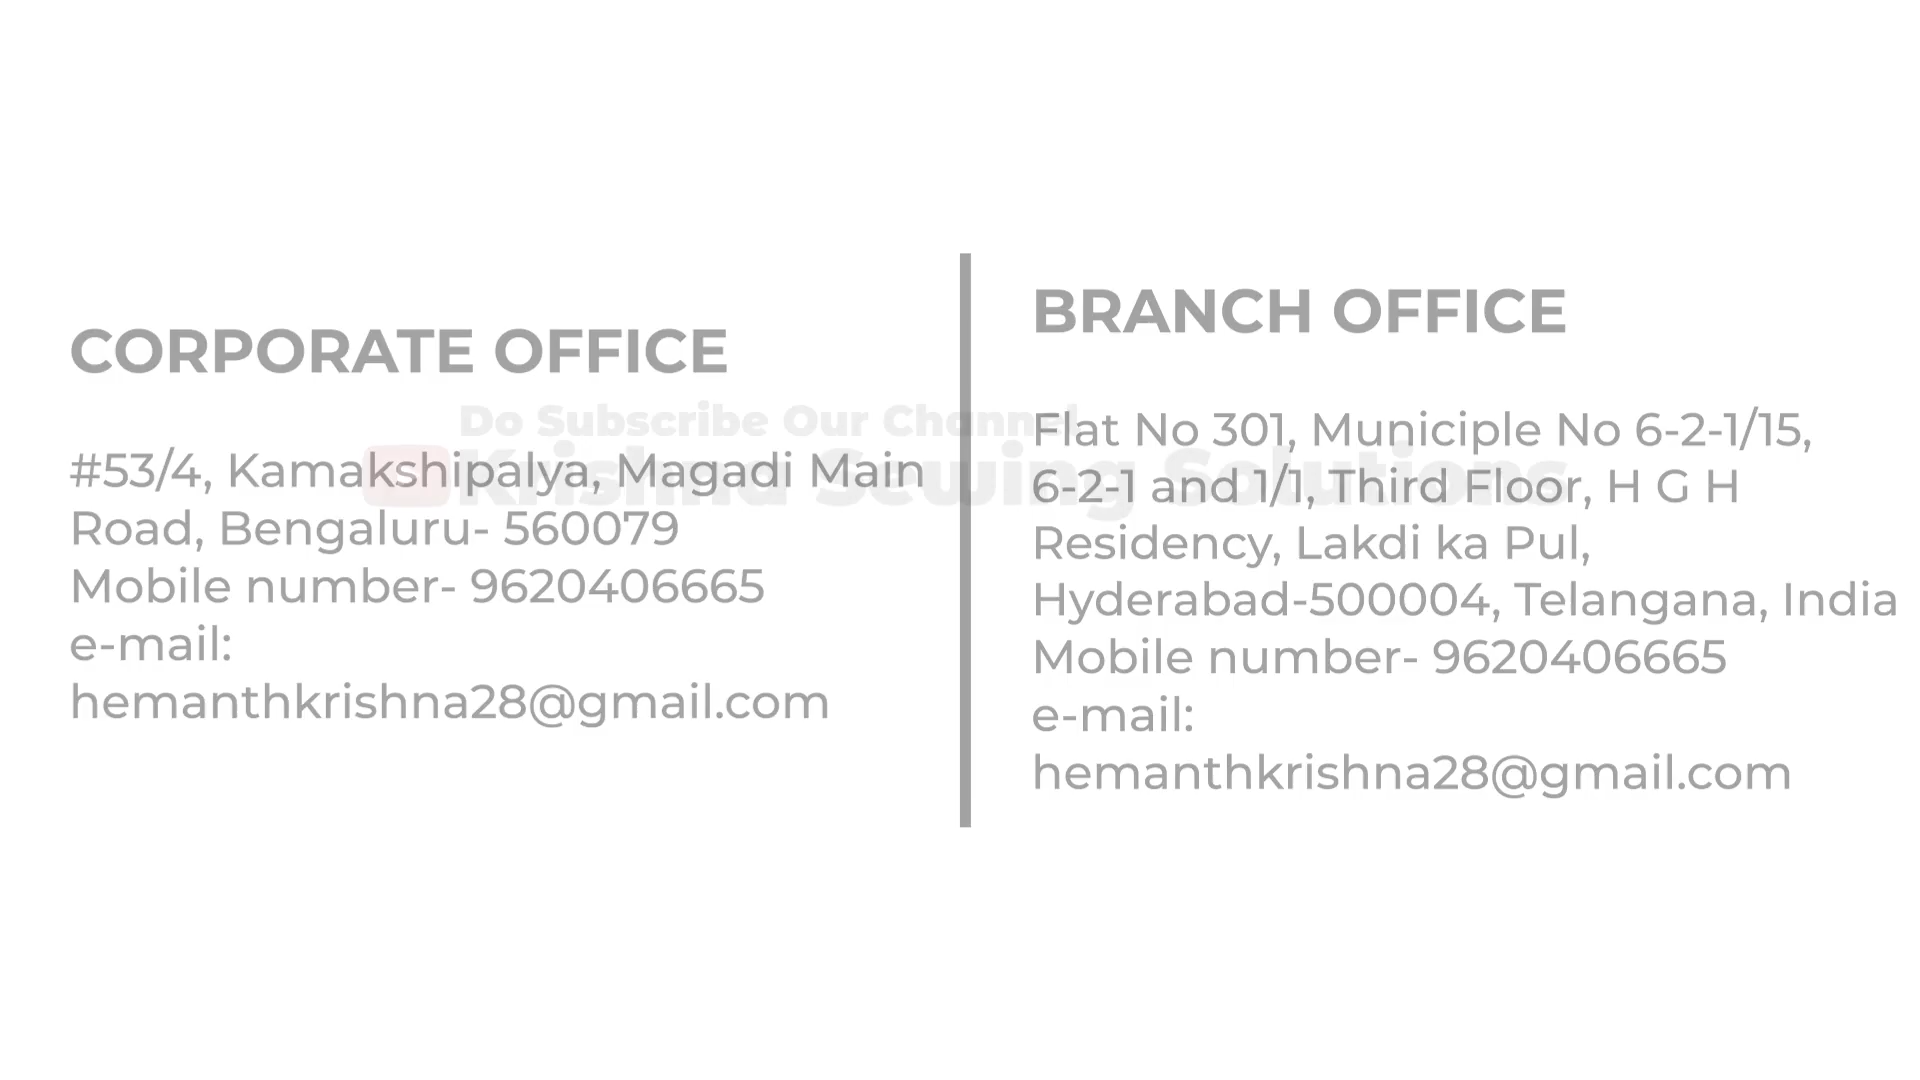 CORPORATE OFFICE
#53/4, Kamakshipalya, Magadi Main
Road, Bengaluru- 560079
Mobile number- 9620406665
e-mail:
hemanthkrishna28@gmail.com
BRANCH OFFICE
Flat No 301, Municiple No 6-2-1/15,
6-2-1 and 1/1, Third Floor, H G H
Residency, Lakdi ka Pul,
Hyderabad-500004, Telangana, India
Mobile number- 9620406665
e-mail:
hemanthkrishna28@gmail.com
Do Subscribe Our Channel
Krishna Sewing Solutions